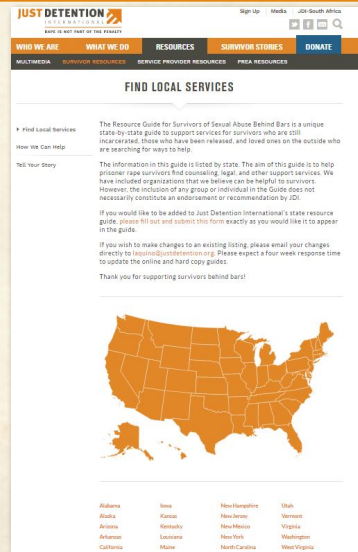 JUST DETENTION
INTERNATIONAL
RAPE IS NOT PART OF THE PENALTY
Sign Up Media JDI-South Africa
WHO WE ARE WHAT WE DO RESOURCES SURVIVOR STORIES DONATE
MULTIMEDIA SURVIVOR RESOURCES SERVICE PROVIDER RESOURCES PREA RESOURCES
FIND LOCAL SERVICES
Find Local Services
How We Can Help
Tell Your Story
The Resource Guide for Survivors of Sexual Abuse Behind Bars is a unique
state-by-state guide to support services for survivors who are still
incarcerated, those who have been released, and loved ones on the outside who
are searching for ways to help.
The information in this guide is listed by state. The aim of this guide is to help
prisoner rape survivors find counseling, legal, and other support services. We
have included organizations that we believe can be helpful to survivors.
However, the inclusion of any group or individual in the Guide does not
necessarily constitute an endorsement or recommendation by JDI.
If you would like to be added to Just Detention International's state resource
guide, please fill out and submit this form exactly as you would like it to appear
in the guide.
If you wish to make changes to an existing listing, please email your changes
directly to laquino@justdetention.org. Please expect a four week response time
to update the online and hard copy guides.
Thank you for supporting survivors behind bars!
Alabama Iowa New Hampshire Utah
Alaska Kansas New Jersey Vermont
Arizona Kentucky New Mexico Virginia
Arkansas Louisiana New York Washington
California Maine North Carolina West Virginia